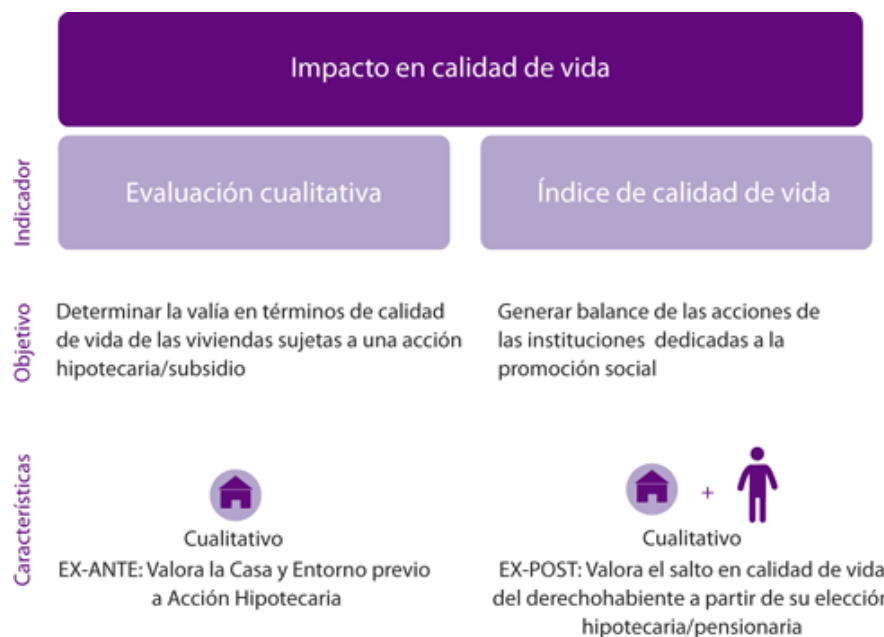 Impacto en calidad de vida
Indicador
Evaluación cualitativa
Índice de calidad de vida
Objetivo
Determinar la valía en términos de calidad
de vida de las viviendas sujetas a una acción
hipotecaria/subsidio
Generar balance de las acciones de
las instituciones dedicadas a la
promoción social
Características
Cualitativo
EX-ANTE: Valora la Casa y Entorno previo
a Acción Hipotecaria
+
Cualitativo
EX-POST: Valora el salto en calidad de vida
del derechohabiente a partir de su elección
hipotecaria/pensionaria